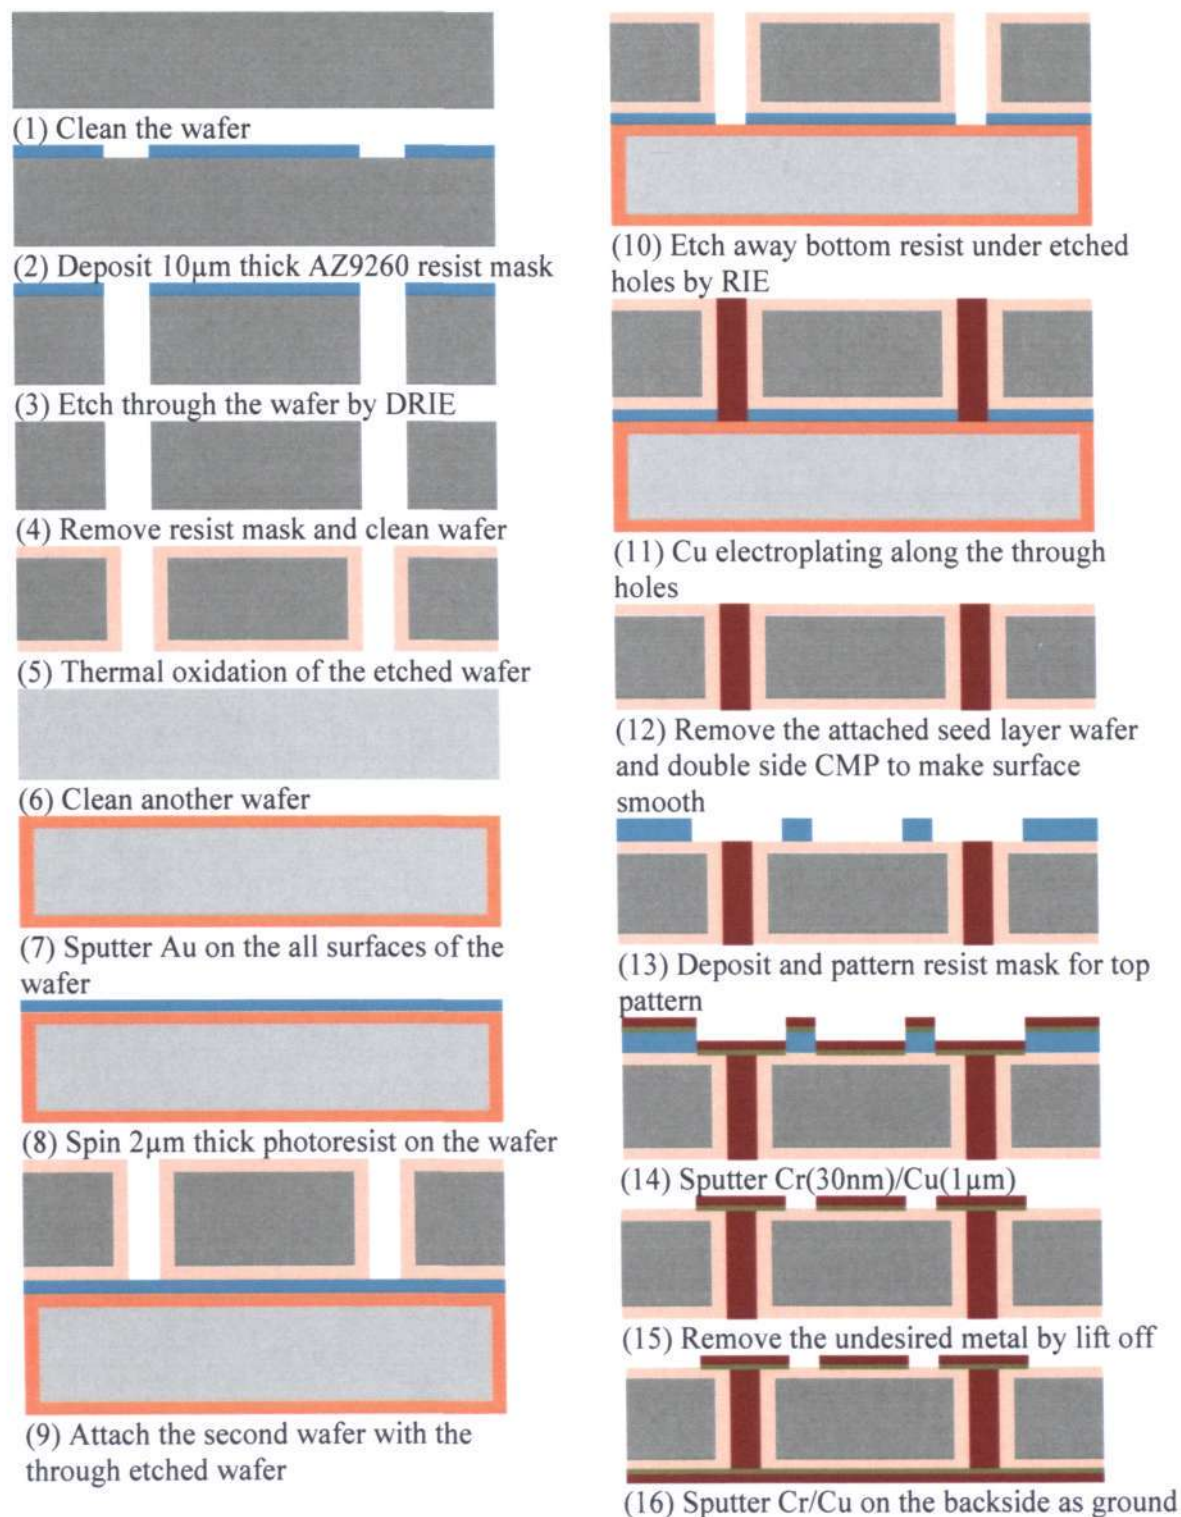 (1) Clean the wafer
(2) Deposit 10µm thick AZ9260 resist mask
(3) Etch through the wafer by DRIE
(4) Remove resist mask and clean wafer
(5) Thermal oxidation of the etched wafer
(6) Clean another wafer
(7) Sputter Au on the all surfaces of the
wafer
(8) Spin 2µm thick photoresist on the wafer
(9) Attach the second wafer with the
through etched wafer
(10) Etch away bottom resist under etched
holes by RIE
(11) Cu electroplating along the through
holes
(12) Remove the attached seed layer wafer
and double side CMP to make surface
smooth
(13) Deposit and pattern resist mask for top
pattern
(14) Sputter Cr(30nm)/Cu(1µm)
(15) Remove the undesired metal by lift off
(16) Sputter Cr/Cu on the backside as ground